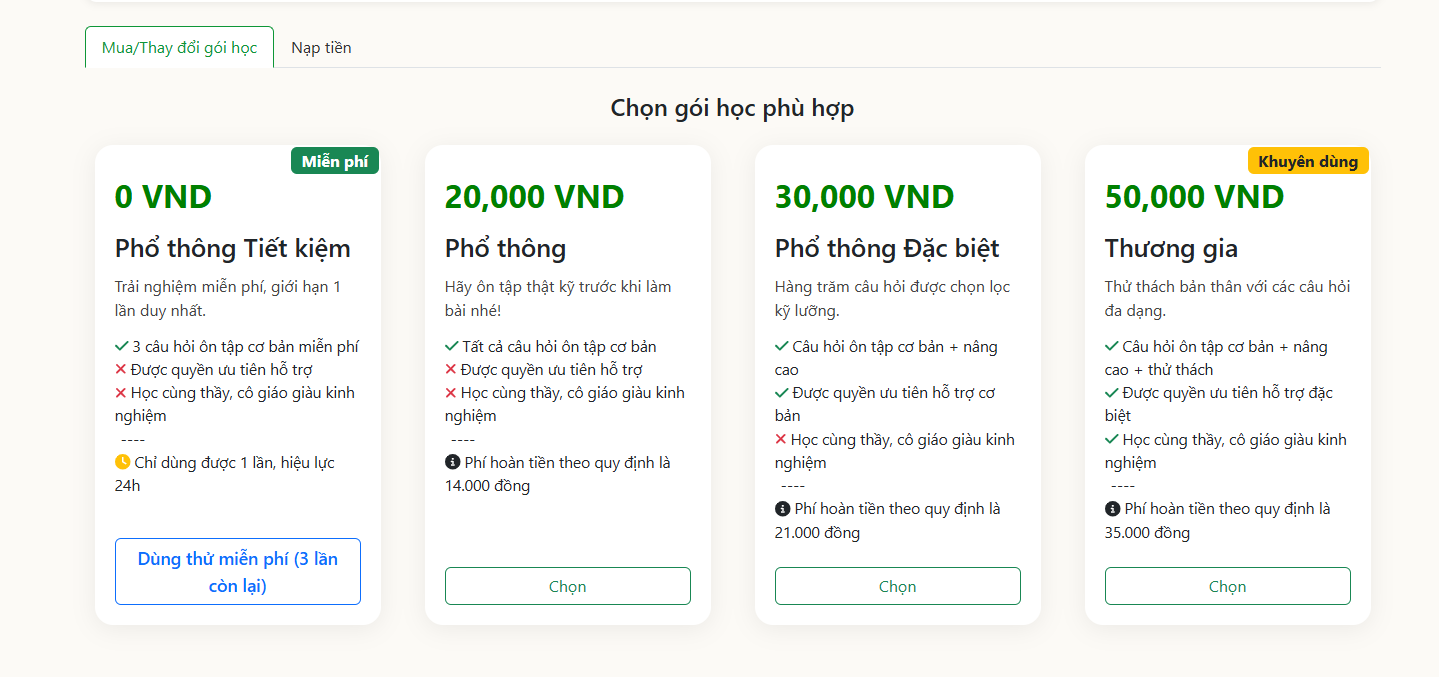 Mua/Thay đổi gói học
Nạp tiền
Chọn gói học phù hợp
Miễn phí
0 VND
Phổ thông Tiết kiệm
Trải nghiệm miễn phí, giới hạn 1
lần duy nhất.
3 câu hỏi ôn tập cơ bản miễn phí
Được quyền ưu tiên hỗ trợ
Học cùng thầy, cô giáo giàu kinh
nghiệm
----
Chỉ dùng được 1 lần, hiệu lực
24h
Dùng thử miễn phí (3 lần
còn lại)
20,000 VND
Phổ thông
Hãy ôn tập thật kỹ trước khi làm
bài nhé!
Tất cả câu hỏi ôn tập cơ bản
Được quyền ưu tiên hỗ trợ
Học cùng thầy, cô giáo giàu kinh
nghiệm
----
Phí hoàn tiền theo quy định là
14.000 đồng
Chọn
30,000 VND
Phổ thông Đặc biệt
Hàng trăm câu hỏi được chọn lọc
kỹ lưỡng.
Câu hỏi ôn tập cơ bản + nâng
cao
Được quyền ưu tiên hỗ trợ cơ
bản
Học cùng thầy, cô giáo giàu kinh
nghiệm
----
Phí hoàn tiền theo quy định là
21.000 đồng
Chọn
Khuyên dùng
50,000 VND
Thương gia
Thử thách bản thân với các câu hỏi
đa dạng.
Câu hỏi ôn tập cơ bản + nâng
cao + thử thách
Được quyền ưu tiên hỗ trợ đặc
biệt
Học cùng thầy, cô giáo giàu kinh
nghiệm
----
Phí hoàn tiền theo quy định là
35.000 đồng
Chọn